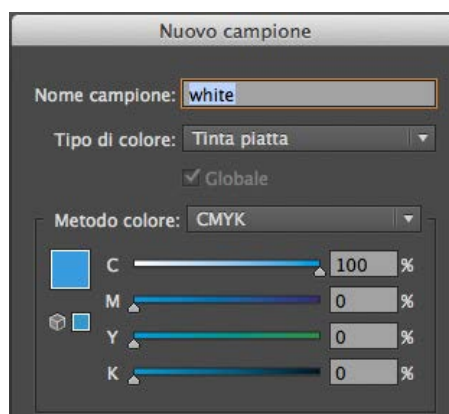 Nuovo campione
Nome campione: white
Tipo di colore: Tinta piatta
Globale
Metodo colore: CMYK
C 100 %
M 0 %
Y 0 %
K 0 %